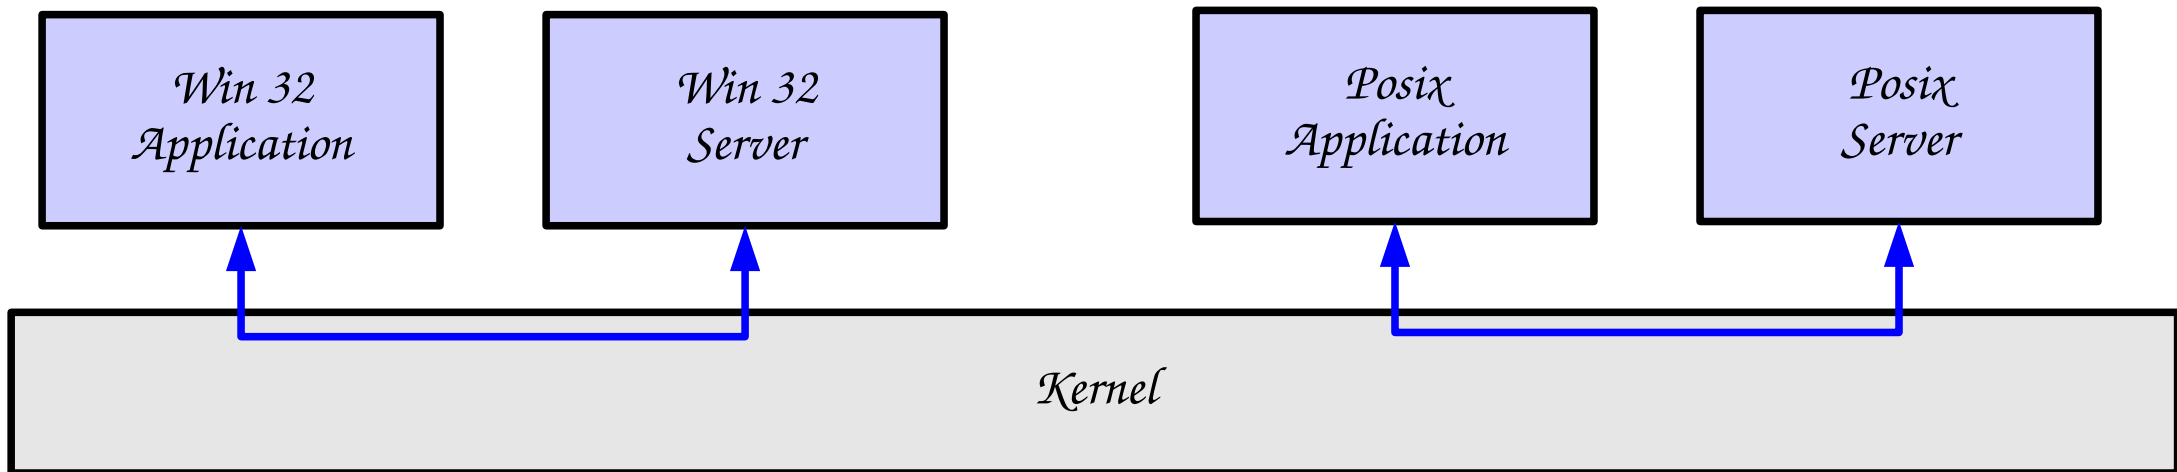 Win 32
Application
Win 32
Server
Posix
Application
Posix
Server
Kernel